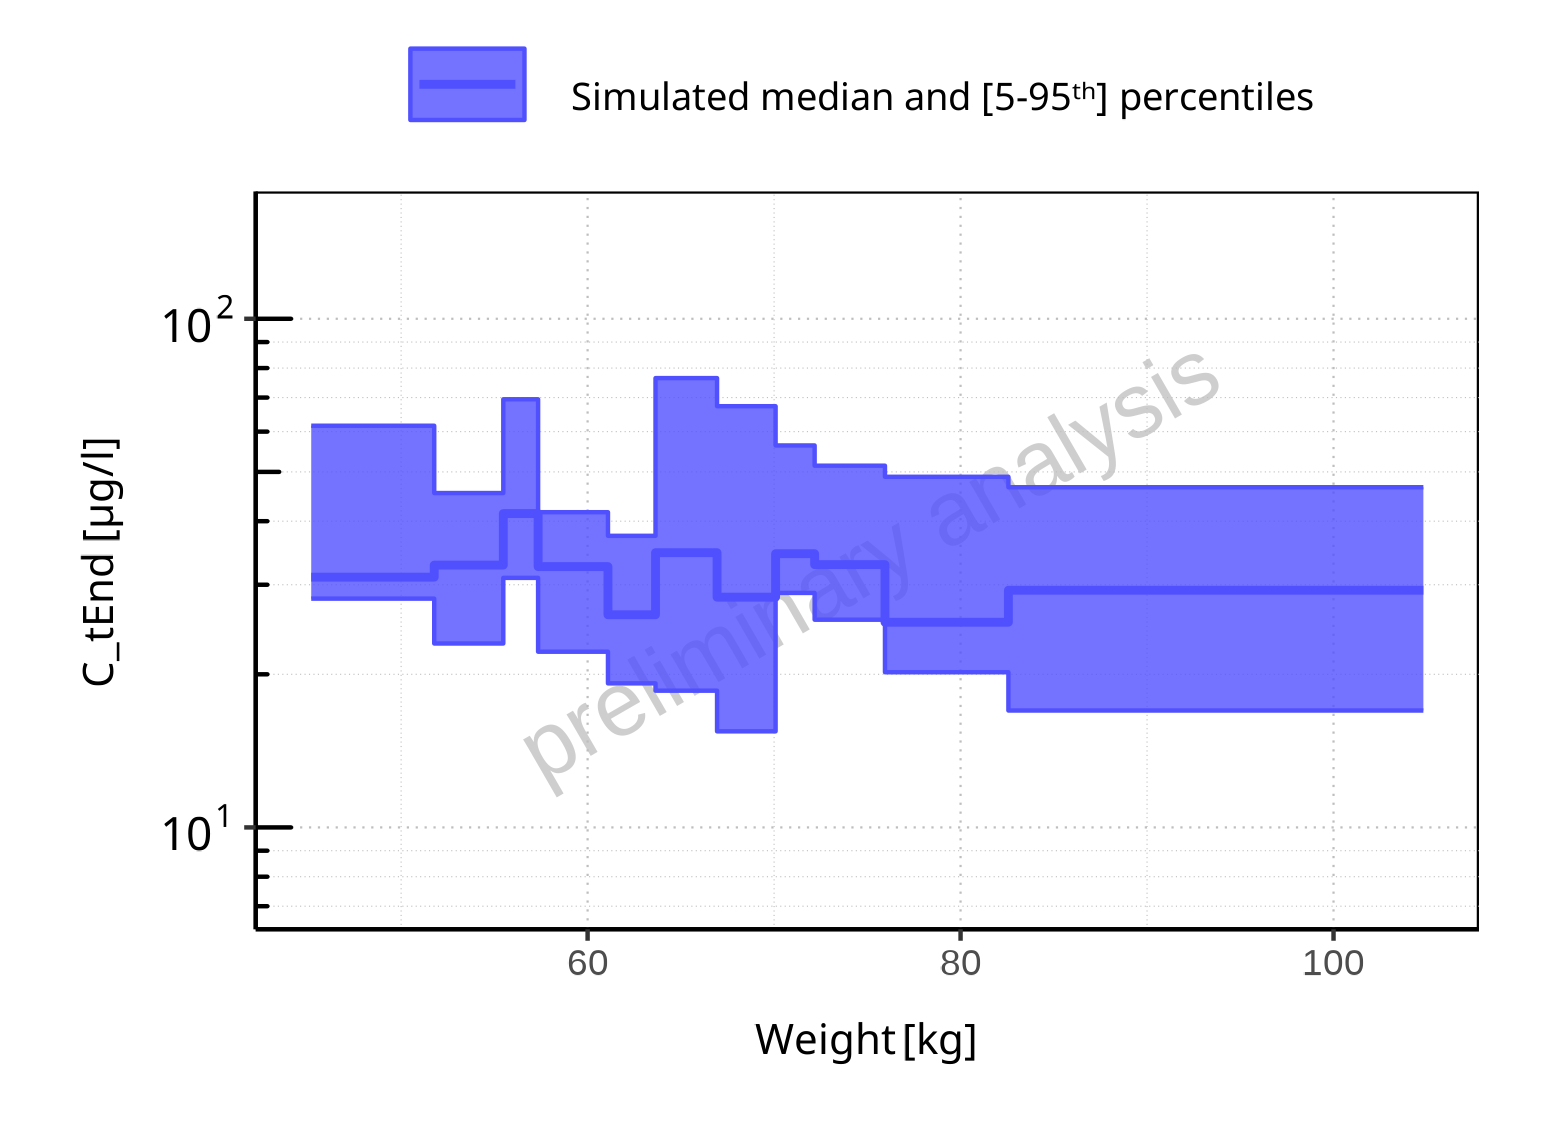 Simulated median and [5-95th] percentiles
10²
10¹
C_tEnd [µg/l]
preliminary analysis
60 80 100
Weight [kg]